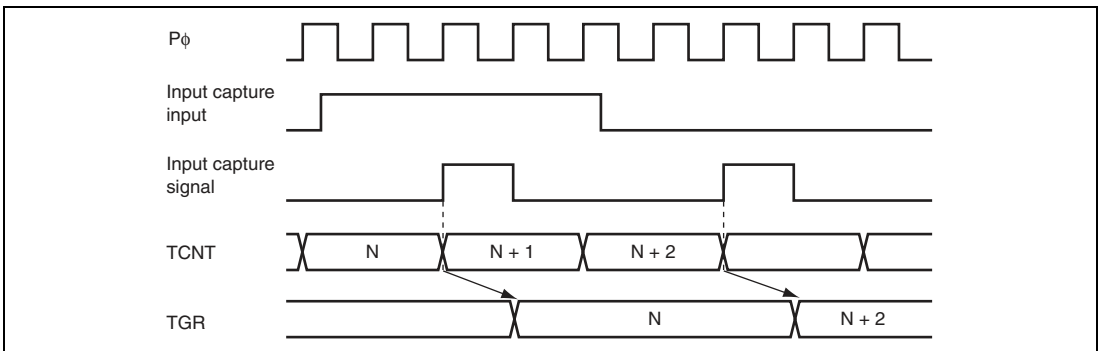 Pϕ
Input capture
input
Input capture
signal
TCNT
N
N + 1
N + 2
TGR
N
N + 2